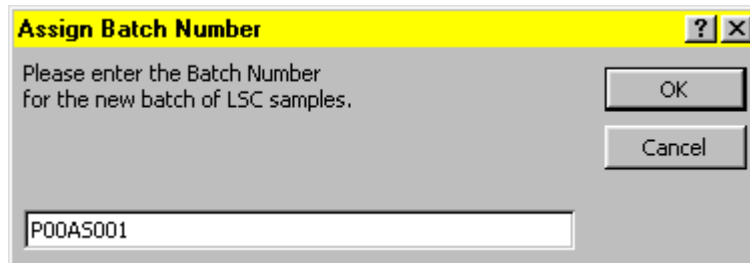 Assign Batch Number
? ×
Please enter the Batch Number
for the new batch of LSC samples.
OK
Cancel
P00AS001